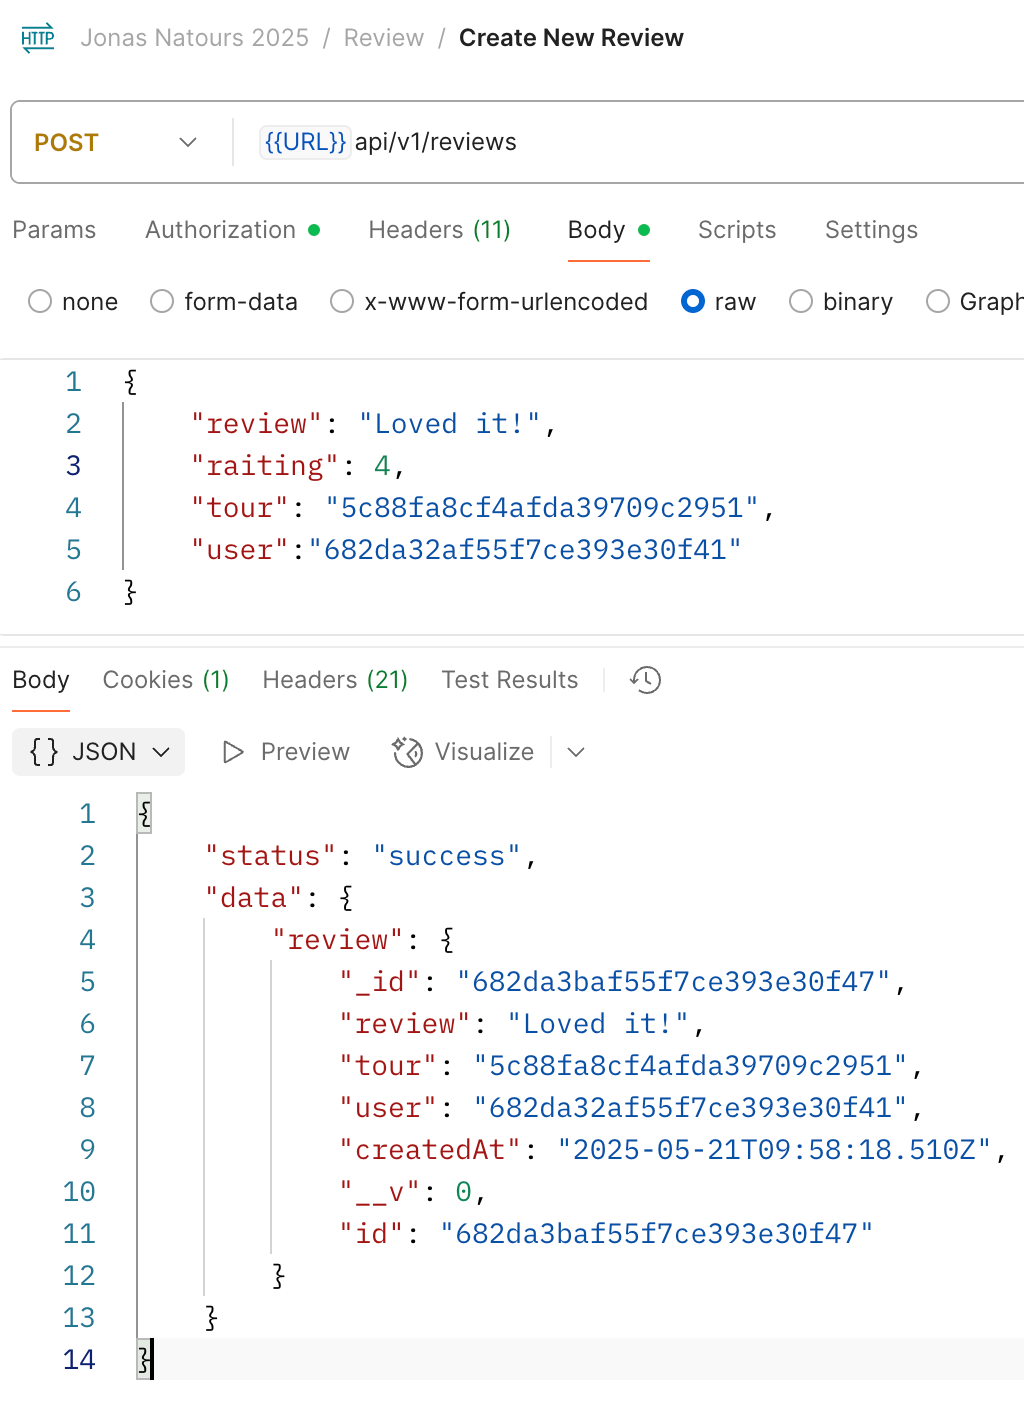 HTTP Jonas Natours 2025 / Review / Create New Review
POST {{URL}} api/v1/reviews
Params Authorization Headers (11) Body Scripts Settings
none form-data x-www-form-urlencoded raw binary Graph
1 {
2 "review": "Loved it!",
3 "raiting": 4,
4 "tour": "5c88fa8cf4afda39709c2951",
5 "user":"682da32af55f7ce393e30f41"
6 }
Body Cookies (1) Headers (21) Test Results
{} JSON Preview Visualize
1 {
2 "status": "success",
3 "data": {
4 "review": {
5 "_id": "682da3baf55f7ce393e30f47",
6 "review": "Loved it!",
7 "tour": "5c88fa8cf4afda39709c2951",
8 "user": "682da32af55f7ce393e30f41",
9 "createdAt": "2025-05-21T09:58:18.510Z",
10 "__v": 0,
11 "id": "682da3baf55f7ce393e30f47"
12 }
13 }
14 }